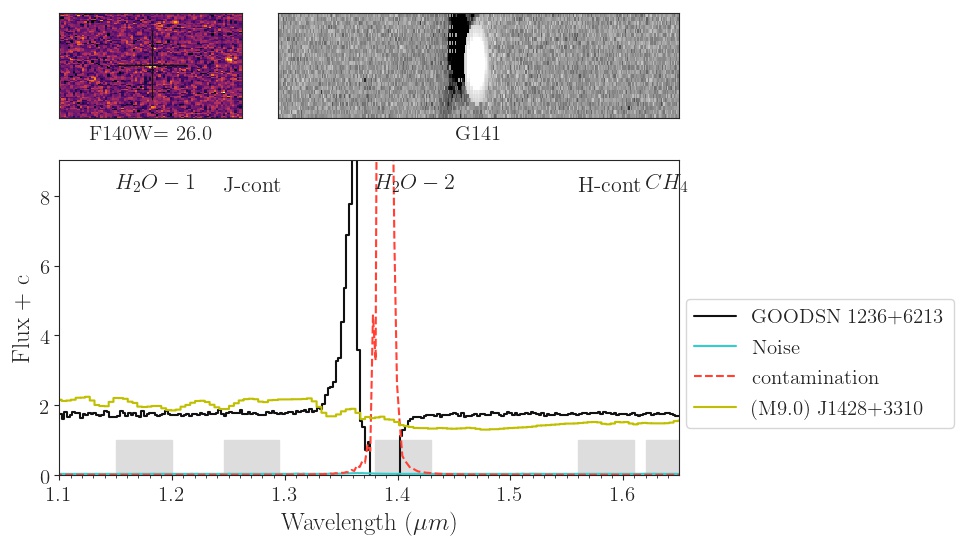 F140W= 26.0
G141
H₂O − 1
J-cont
H₂O − 2
H-cont
CH₄
8
6
4
2
0
Flux + c
1.1
1.2
1.3
1.4
1.5
1.6
Wavelength (μm)
GOODSN 1236+6213
Noise
contamination
(M9.0) J1428+3310